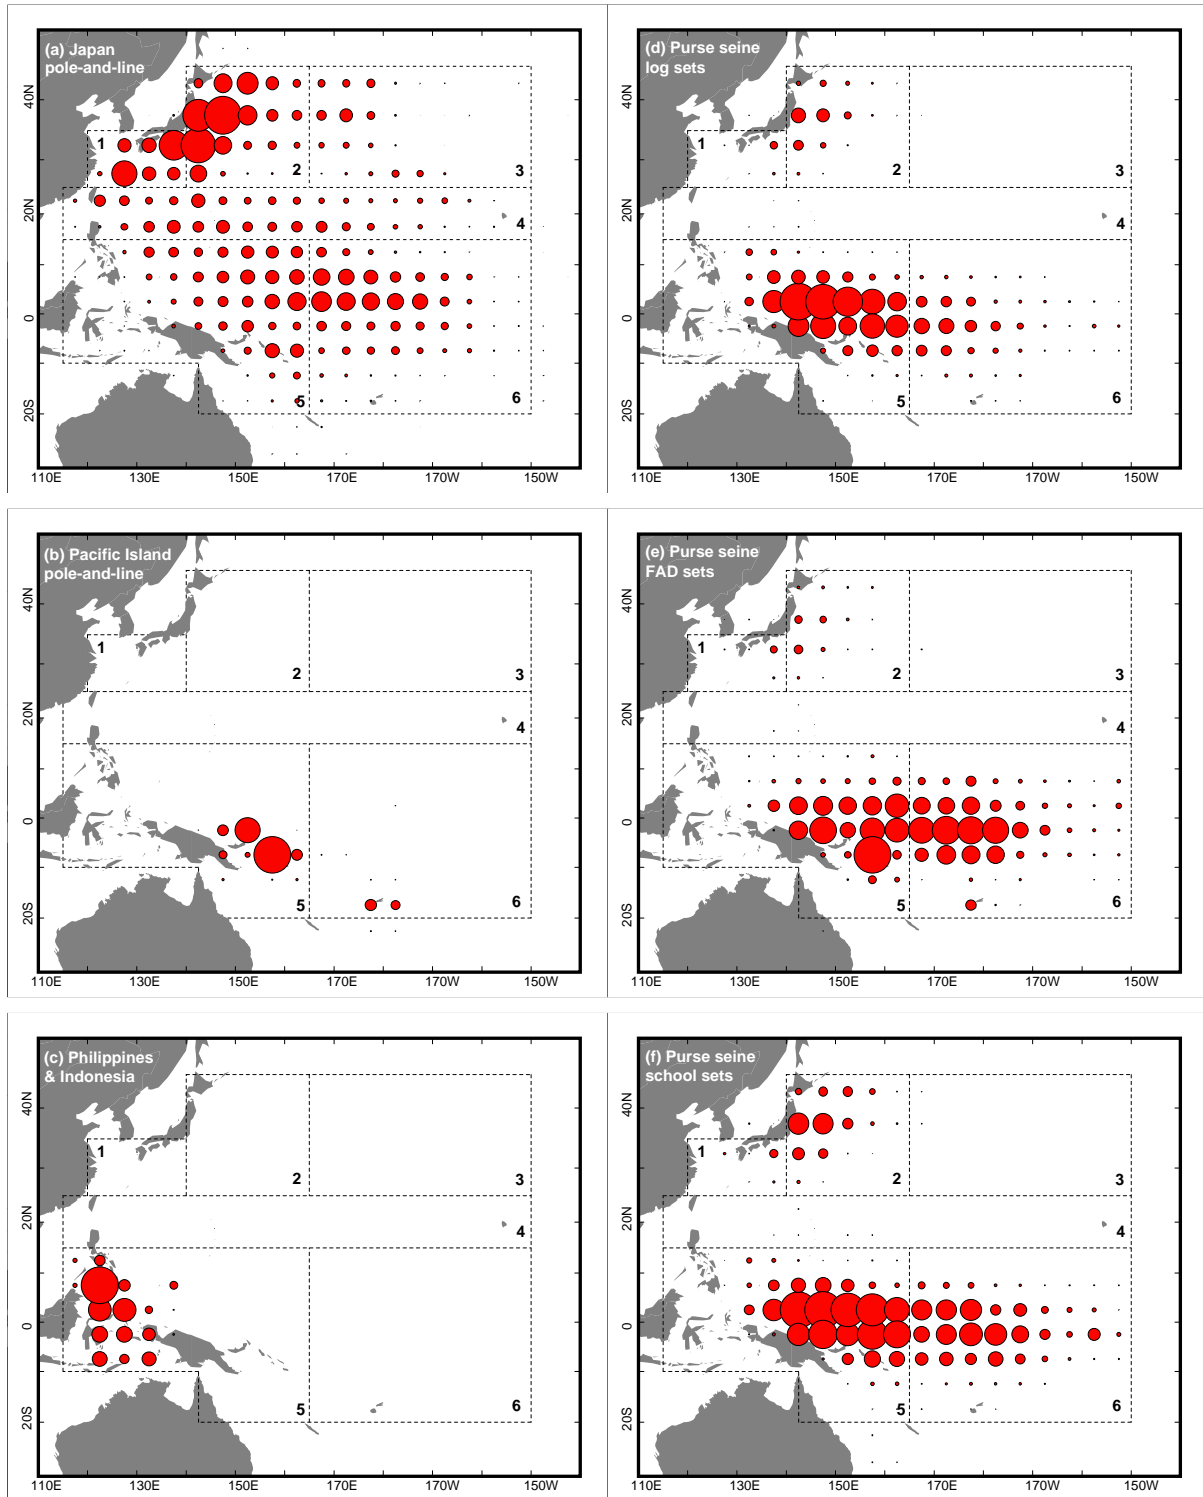 (a) Japan
pole-and-line
40N
20N
0
20S
1
2
3
4
5
6
110E 130E 150E 170E 170W 150W
(d) Purse seine
log sets
40N
20N
0
20S
1
2
3
4
5
6
110E 130E 150E 170E 170W 150W
(b) Pacific Island
pole-and-line
40N
20N
0
20S
1
2
3
4
5
6
110E 130E 150E 170E 170W 150W
(e) Purse seine
FAD sets
40N
20N
0
20S
1
2
3
4
5
6
110E 130E 150E 170E 170W 150W
(c) Philippines
& Indonesia
40N
20N
0
20S
1
2
3
4
5
6
110E 130E 150E 170E 170W 150W
(f) Purse seine
school sets
40N
20N
0
20S
1
2
3
4
5
6
110E 130E 150E 170E 170W 150W